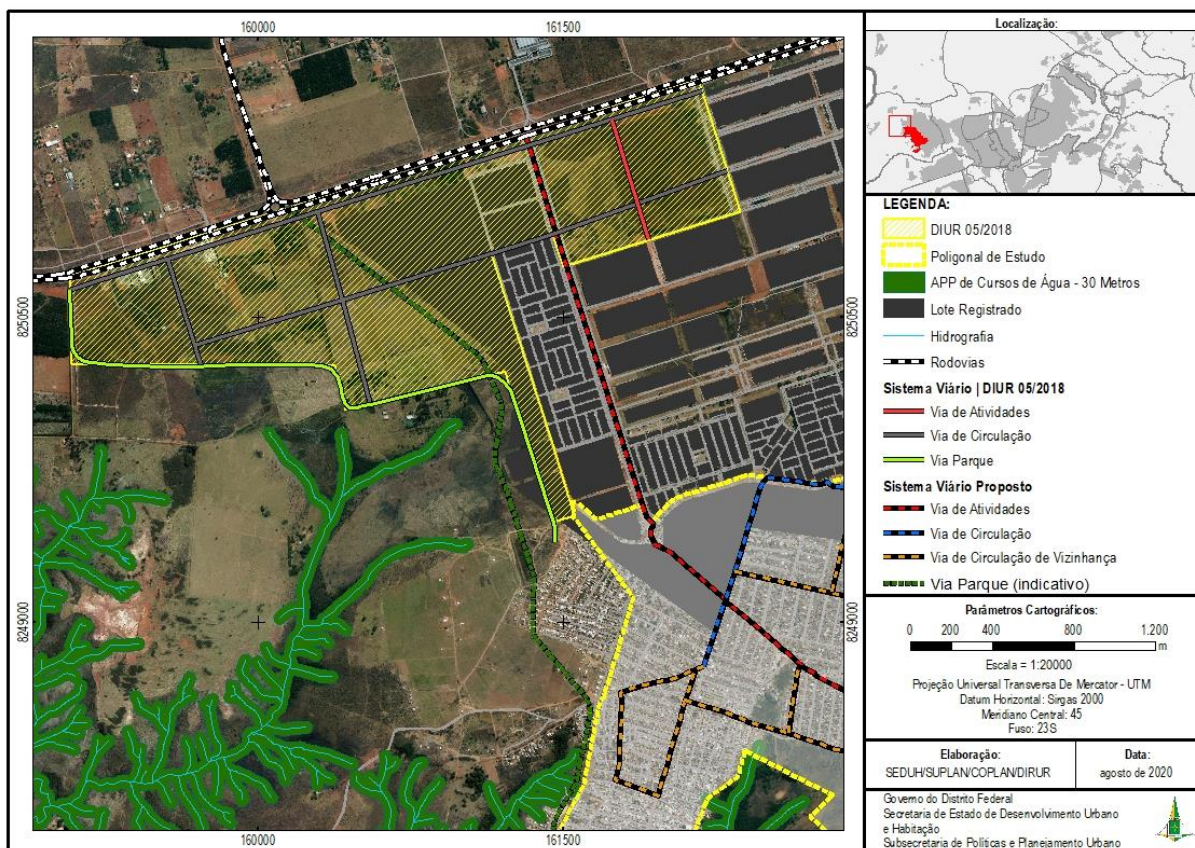 160000
161500
8250500
8249000
8250500
8249000
160000
161500
Localização:
LEGENDA:
DIUR 05/2018
Poligonal de Estudo
APP de Cursos de Água - 30 Metros
Lote Registrado
Hidrografia
Rodovias
Sistema Viário | DIUR 05/2018
Via de Atividades
Via de Circulação
Via Parque
Sistema Viário Proposto
Via de Atividades
Via de Circulação
Via de Circulação de Vizinhança
Via Parque (indicativo)
Parâmetros Cartográficos:
0 200 400 800 1.200
m
Escala = 1:20000
Projeção Universal Transversa De Mercator - UTM
Datum Horizontal: Sirgas 2000
Meridiano Central: 45
Fuso: 23S
Elaboração:
SEDUH/SUPLAN/COPLAN/DIRUR
Data:
agosto de 2020
Governo do Distrito Federal
Secretaria de Estado de Desenvolvimento Urbano
e Habitação
Subsecretaria de Políticas e Planejamento Urbano